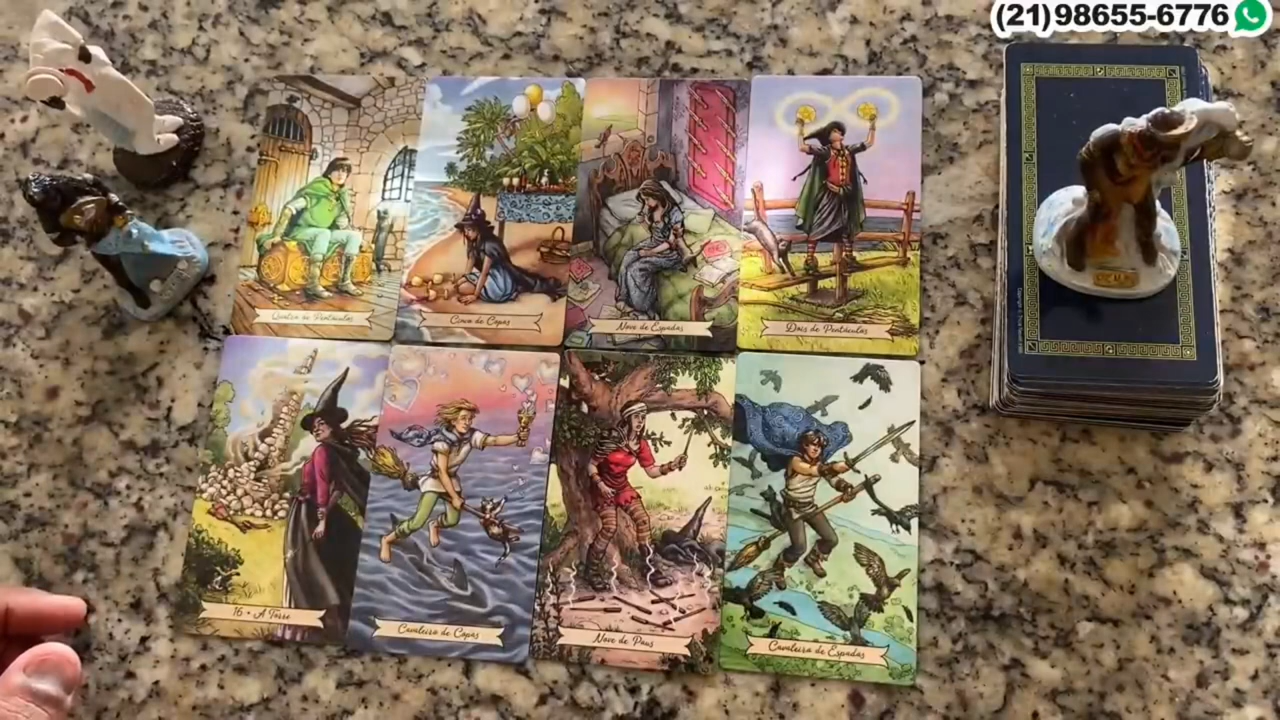 (21)98655-6776
Quatro de Pentáculos
Cinco de Copas
Nove de Espadas
Dois de Pentáculos
16 • A Torre
Cavaleiro de Copas
Nove de Paus
Cavaleiro de Espadas